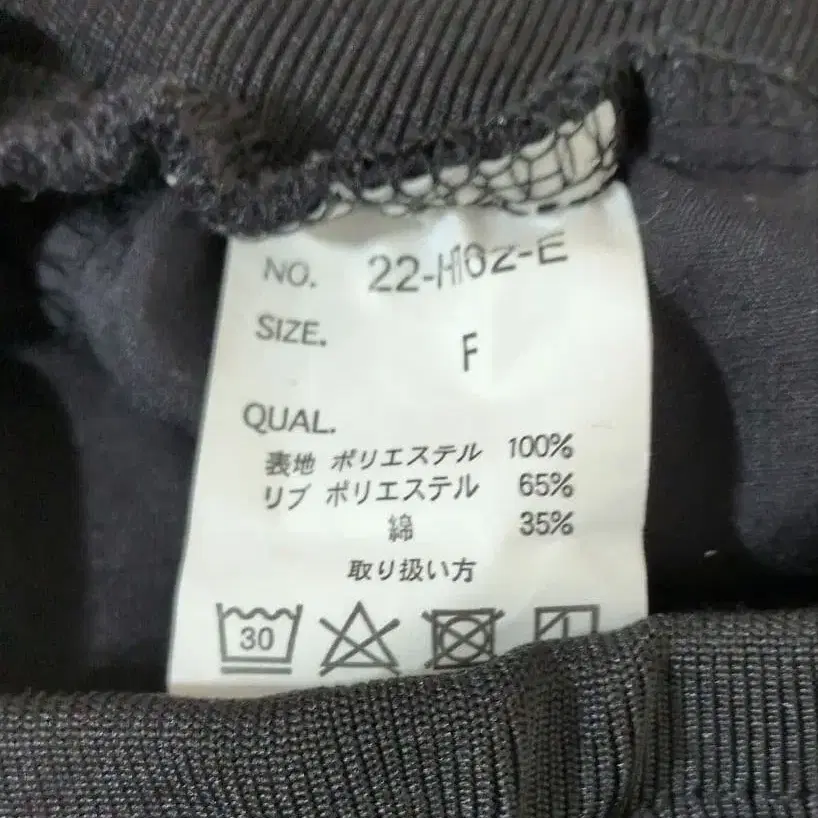 NO. 22-H102-E
SIZE. F
QUAL.
表地 ポリエステル 100%
リブ ポリエステル 65%
綿 35%
取り扱い方
30